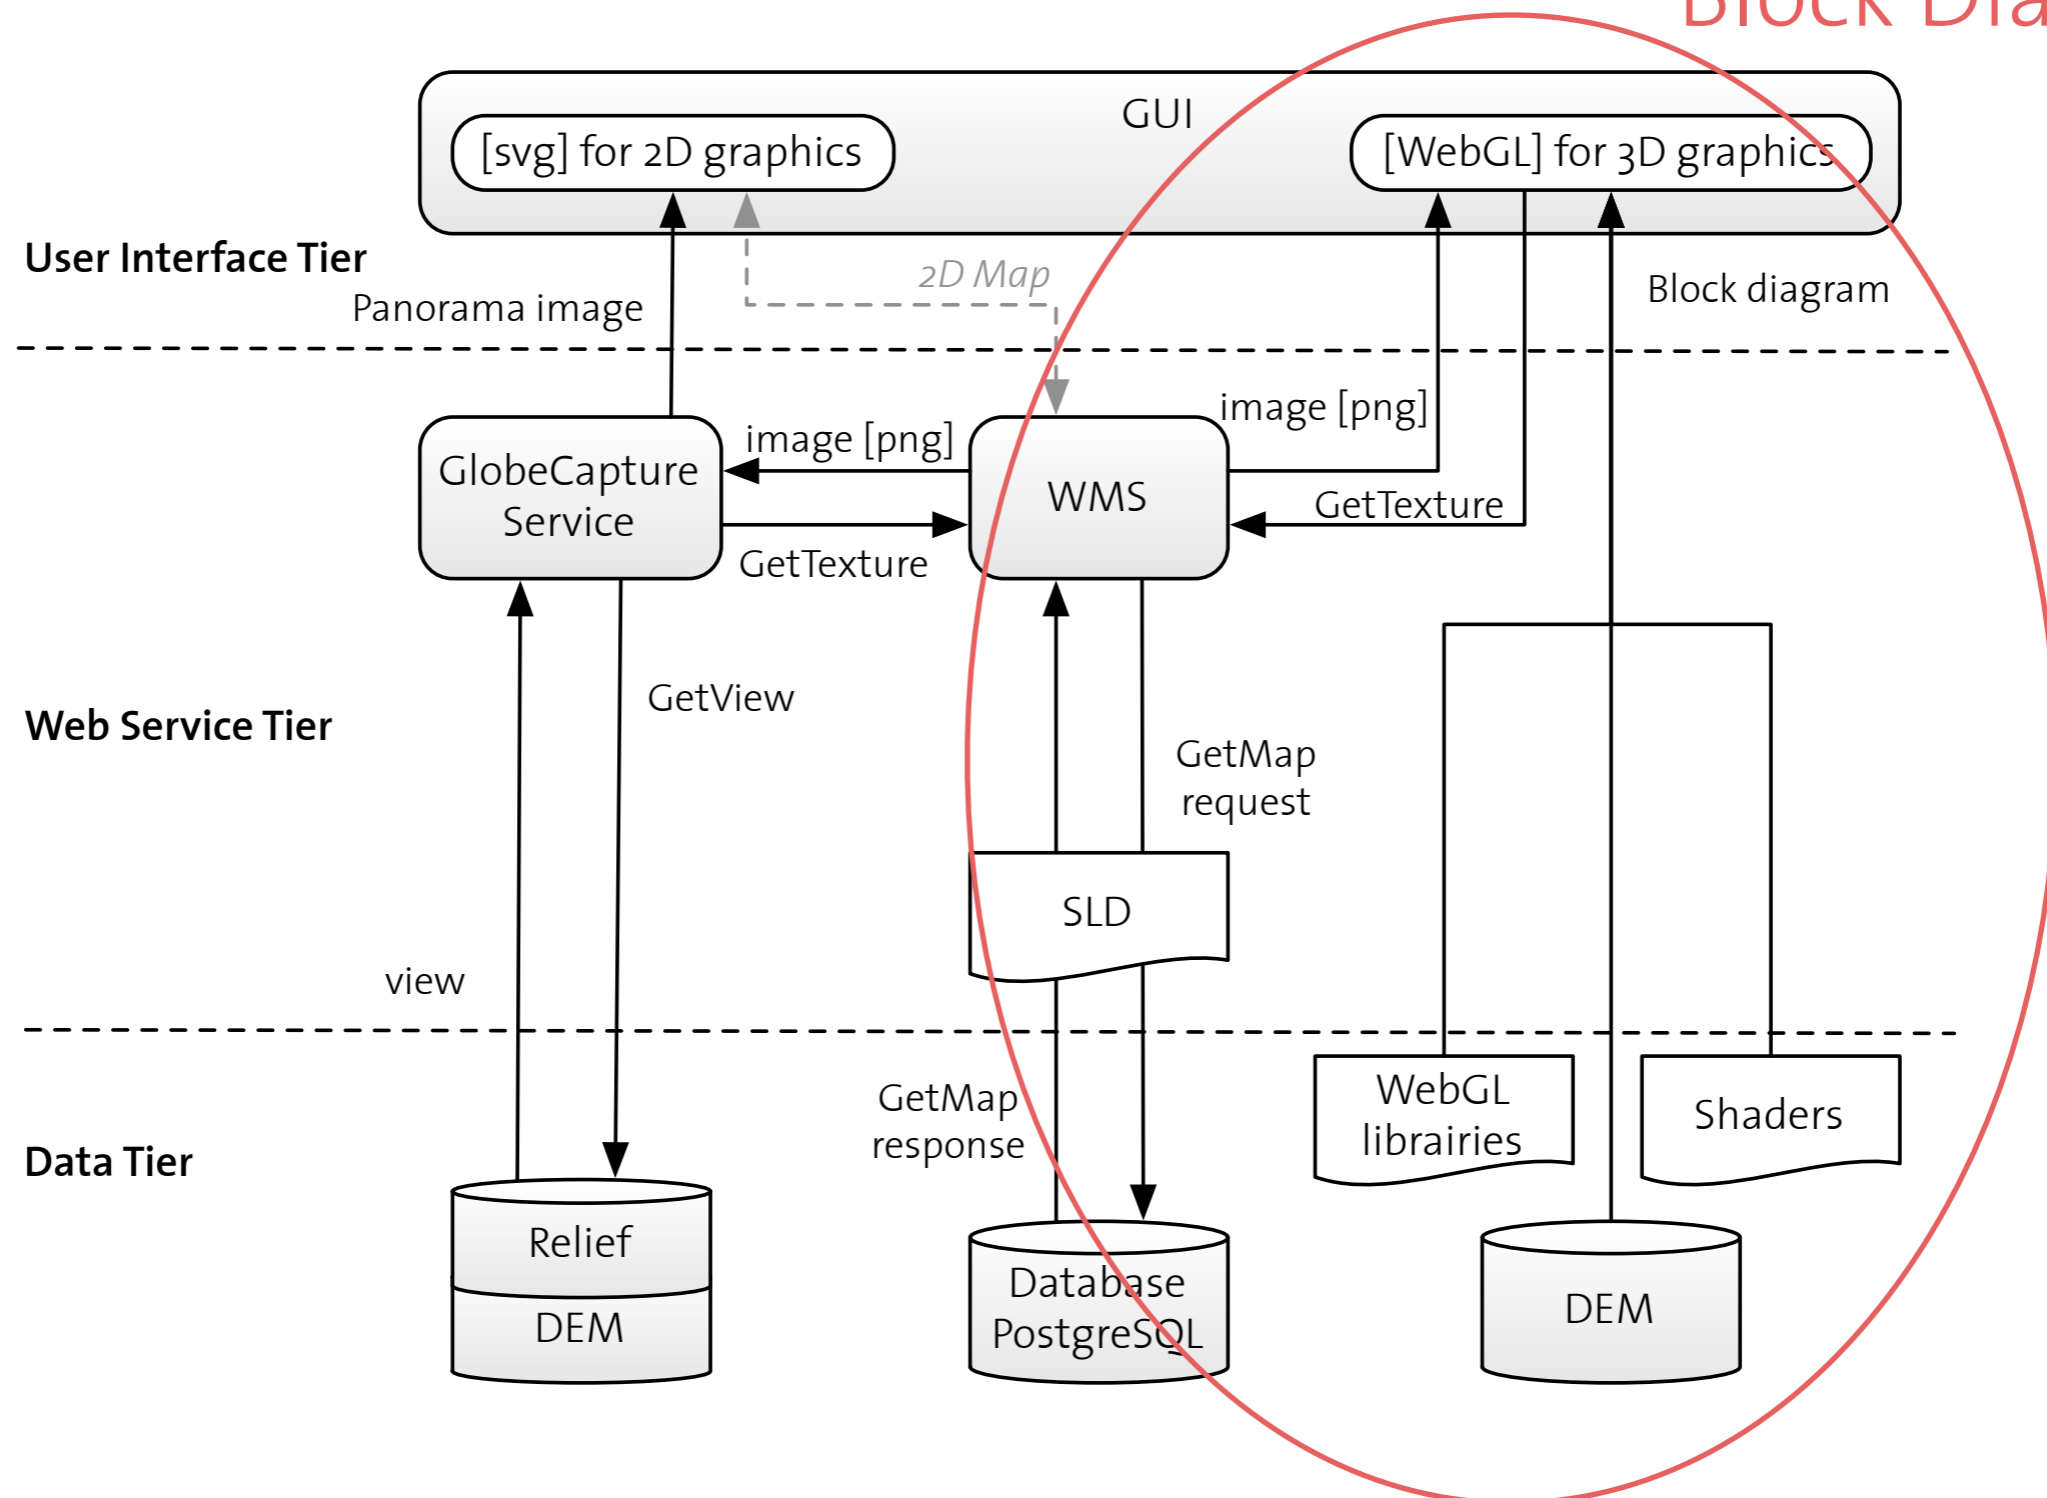 Block Dia
GUI
[svg] for 2D graphics
[WebGL] for 3D graphics
User Interface Tier
2D Map
Panorama image
Block diagram
image [png]
image [png]
GlobeCapture
Service
WMS
GetTexture
GetTexture
GetView
Web Service Tier
GetMap
request
SLD
view
GetMap
response
WebGL
librairies
Shaders
Data Tier
Relief
DEM
Database
PostgreSQL
DEM